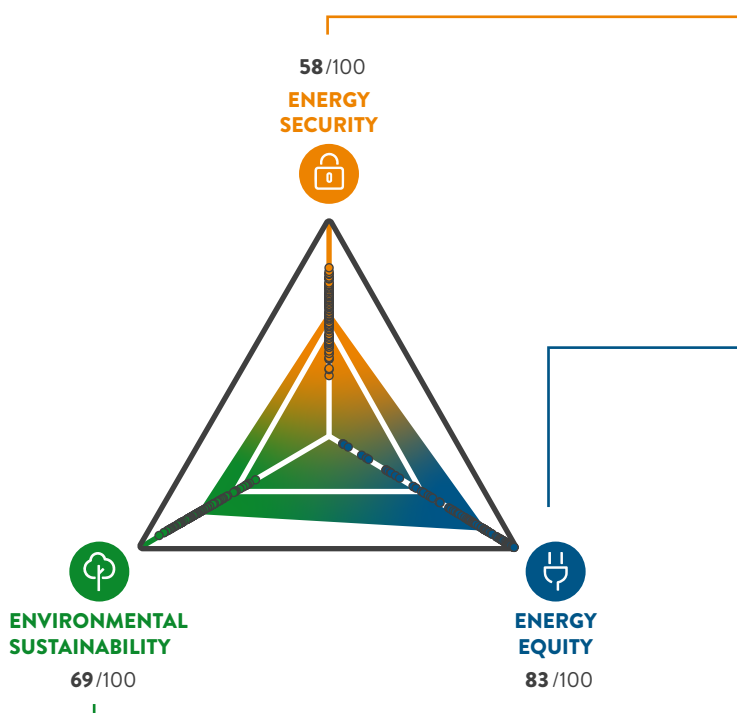 58/100
ENERGY
SECURITY
ENVIRONMENTAL
SUSTAINABILITY
69/100
ENERGY
EQUITY
83/100